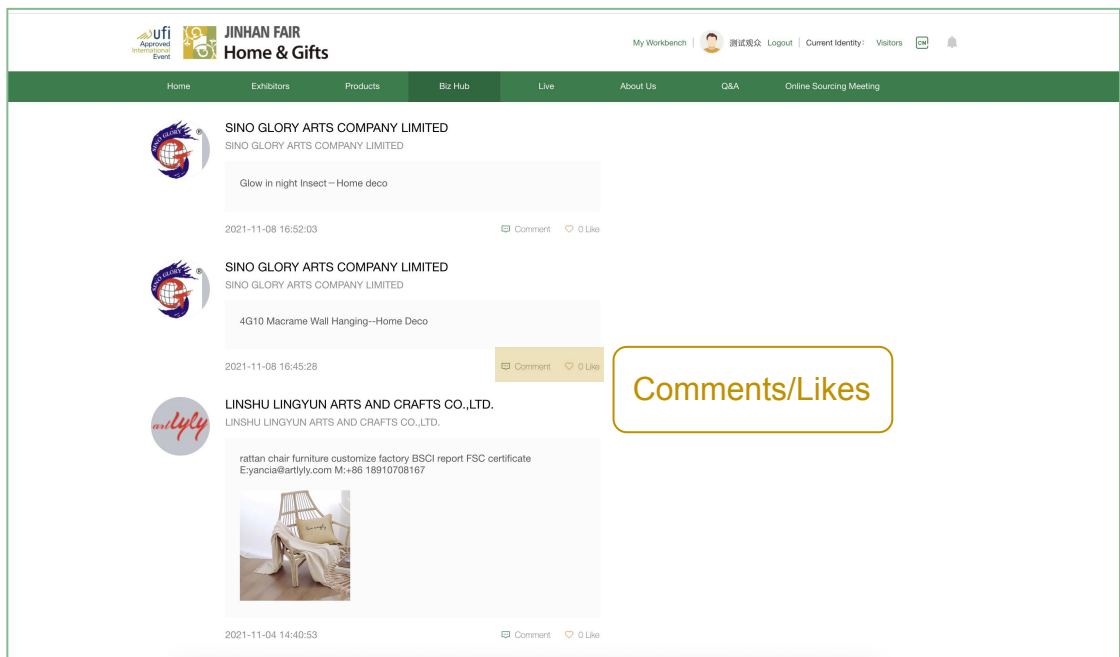 ufi
Approved
International
Event
JINHAN FAIR
Home & Gifts
My Workbench
测试观众
Logout
Current Identity:
Visitors
CN
Home
Exhibitors
Products
Biz Hub
Live
About Us
Q&A
Online Sourcing Meeting
SINO GLORY
®
SINO GLORY ARTS COMPANY LIMITED
SINO GLORY ARTS COMPANY LIMITED
Glow in night Insect－Home deco
2021-11-08 16:52:03
Comment
0 Like
SINO GLORY
®
SINO GLORY ARTS COMPANY LIMITED
SINO GLORY ARTS COMPANY LIMITED
4G10 Macrame Wall Hanging--Home Deco
2021-11-08 16:45:28
Comment
0 Like
Comments/Likes
art lyly
LINSHU LINGYUN ARTS AND CRAFTS CO.,LTD.
LINSHU LINGYUN ARTS AND CRAFTS CO.,LTD.
rattan chair furniture customize factory BSCI report FSC certificate
E:yancia@artlyly.com M:+86 18910708167
2021-11-04 14:40:53
Comment
0 Like